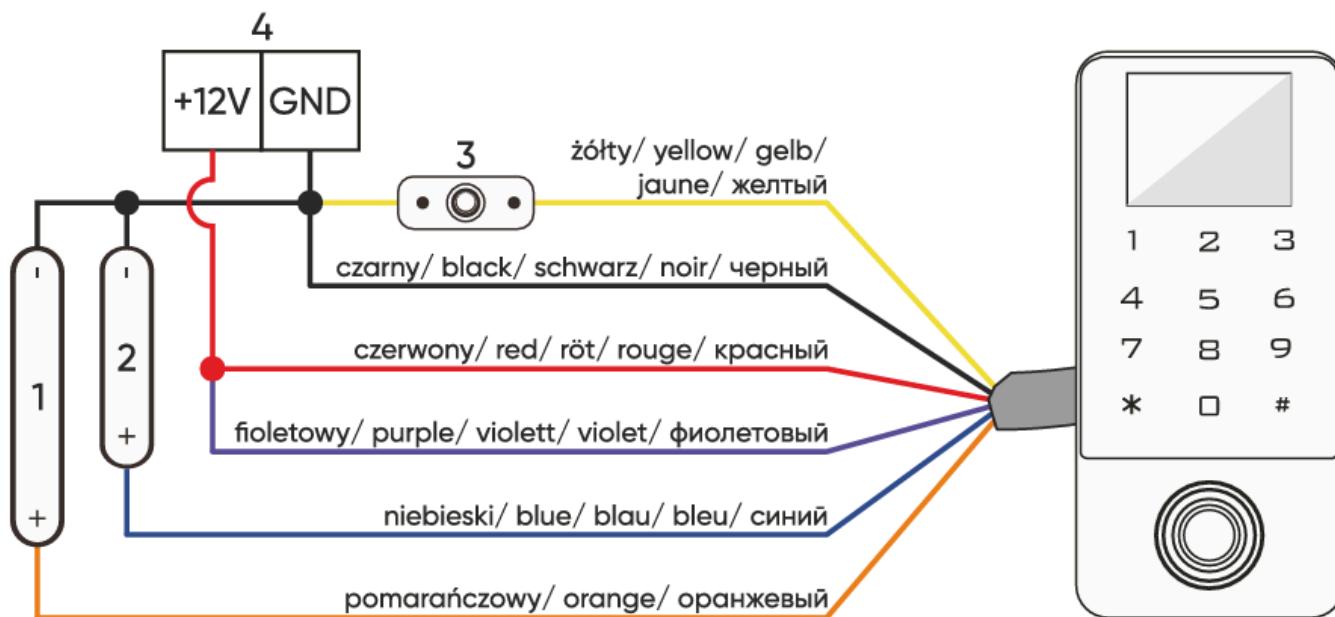 4
+12V GND
3
żółty/ yellow/ gelb/
jaune/ желтый
czarny/ black/ schwarz/ noir/ черный
czerwony/ red/ röt/ rouge/ красный
fioletowy/ purple/ violett/ violet/ фиолетовый
niebieski/ blue/ blau/ bleu/ синий
pomarańczowy/ orange/ оранжевый
-
1
+
-
2
+
1 2 3
4 5 6
7 8 9
* □ #